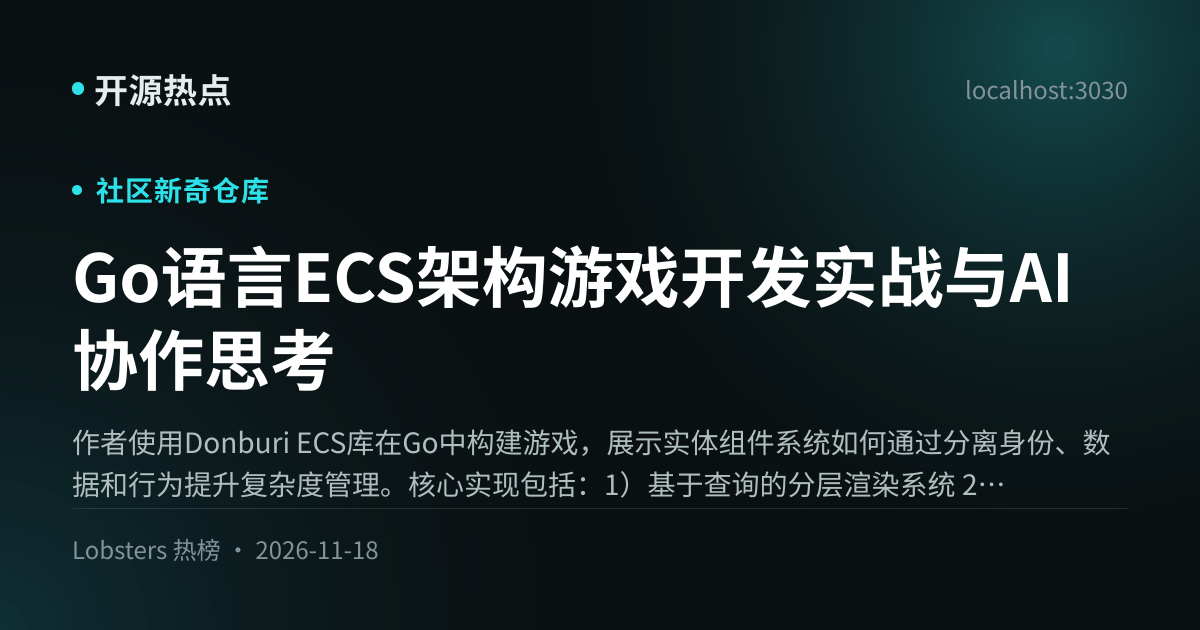 开源热点
localhost:3030
社区新奇仓库
Go语言ECS架构游戏开发实战与AI
协作思考
作者使用Donburi ECS库在Go中构建游戏，展示实体组件系统如何通过分离身份、数
据和行为提升复杂度管理。核心实现包括：1）基于查询的分层渲染系统 2…
Lobsters 热榜 • 2026-11-18